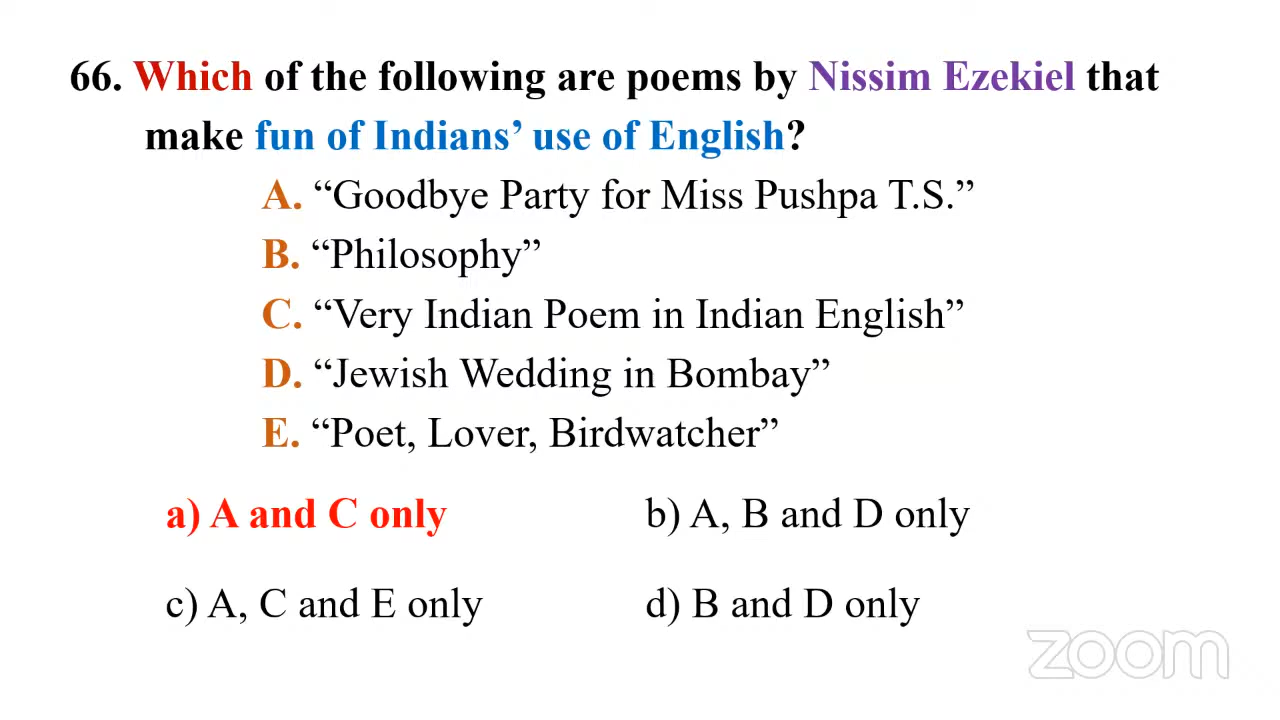 66. Which of the following are poems by Nissim Ezekiel that
make fun of Indians’ use of English?
A. “Goodbye Party for Miss Pushpa T.S.”
B. “Philosophy”
C. “Very Indian Poem in Indian English”
D. “Jewish Wedding in Bombay”
E. “Poet, Lover, Birdwatcher”
a) A and C only b) A, B and D only
c) A, C and E only d) B and D only
zoom